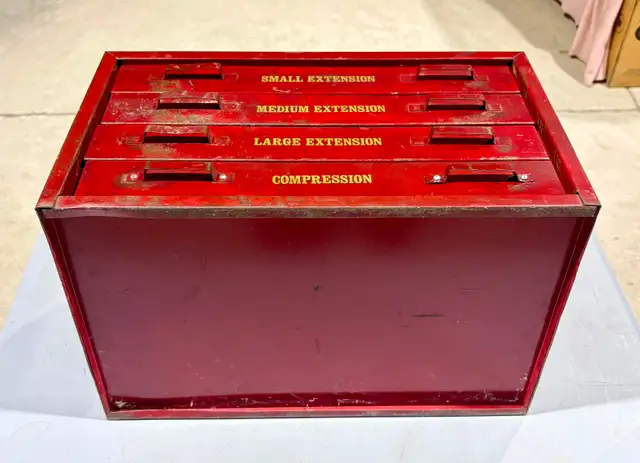 SMALL EXTENSION
MEDIUM EXTENSION
LARGE EXTENSION
COMPRESSION